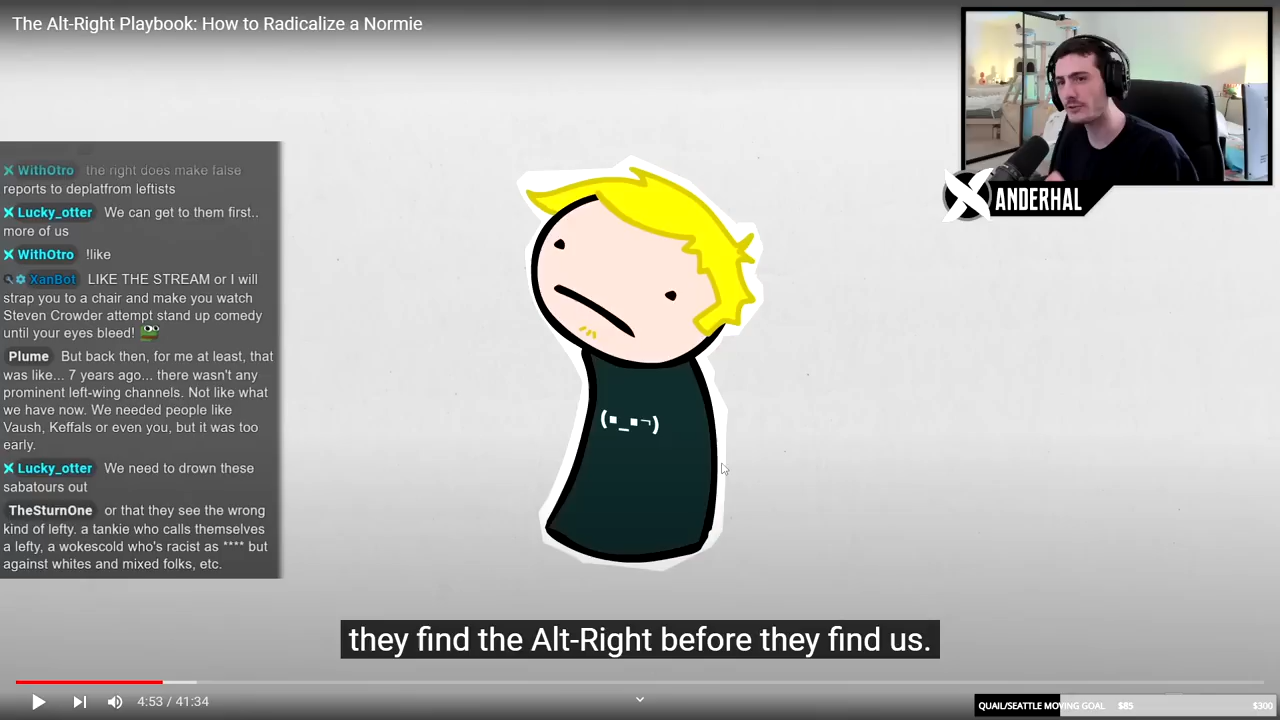 The Alt-Right Playbook: How to Radicalize a Normie
WithOtro the right does make false
reports to deplatfrom leftists
Lucky_otter We can get to them first..
more of us
WithOtro !like
XanBot LIKE THE STREAM or I will
strap you to a chair and make you watch
Steven Crowder attempt stand up comedy
until your eyes bleed!
Plume But back then, for me at least, that
was like... 7 years ago... there wasn't any
prominent left-wing channels. Not like what
we have now. We needed people like
Vaush, Keffals or even you, but it was too
early.
Lucky_otter We need to drown these
sabatours out
TheSturnOne or that they see the wrong
kind of lefty. a tankie who calls themselves
a lefty, a wokescold who's racist as **** but
against whites and mixed folks, etc.
XANDERHAL
(▪_▪¬)
they find the Alt-Right before they find us.
4:53 / 41:34
QUAIL/SEATTLE MOVING GOAL $85 $300